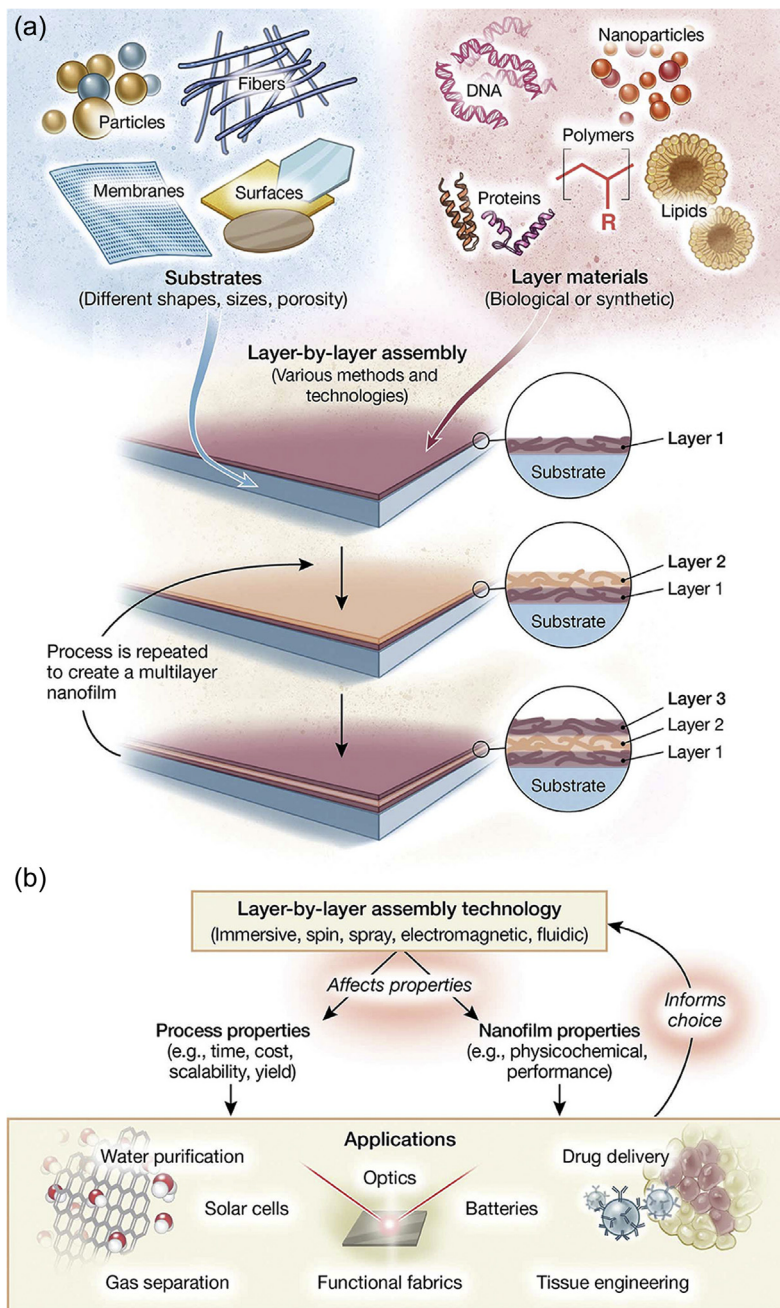 (a)
Particles
Fibers
Membranes
Surfaces
Substrates
(Different shapes, sizes, porosity)
DNA
Nanoparticles
Polymers
Proteins
R
Lipids
Layer materials
(Biological or synthetic)
Layer-by-layer assembly
(Various methods and
technologies)
Layer 1
Substrate
Layer 2
Layer 1
Substrate
Process is repeated
to create a multilayer
nanofilm
Layer 3
Layer 2
Layer 1
Substrate
(b)
Layer-by-layer assembly technology
(Immersive, spin, spray, electromagnetic, fluidic)
Affects properties
Informs
choice
Process properties
(e.g., time, cost,
scalability, yield)
Nanofilm properties
(e.g., physicochemical,
performance)
Applications
Water purification
Optics
Drug delivery
Solar cells
Batteries
Gas separation
Functional fabrics
Tissue engineering